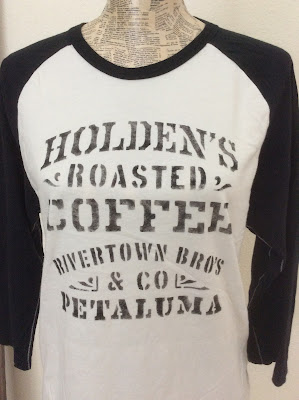 HOLDEN'S
ROASTED
COFFEE
RIVERTOWN BRO'S
& CO
PETALUMA